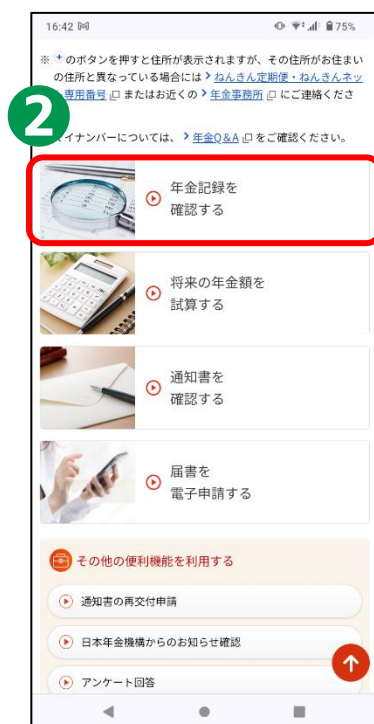 16:42 75%
※ + のボタンを押すと住所が表示されますが、その住所がお住まい
の住所と異なっている場合には ねんきん定期便・ねんきんネッ
専用番号 またはお近くの 年金事務所 にご連絡くださ
2
イナンバーについては、 年金Q&A をご確認ください。
年金記録を
確認する
将来の年金額を
試算する
通知書を
確認する
届書を
電子申請する
その他の便利機能を利用する
通知書の再交付申請
日本年金機構からのお知らせ確認
アンケート回答